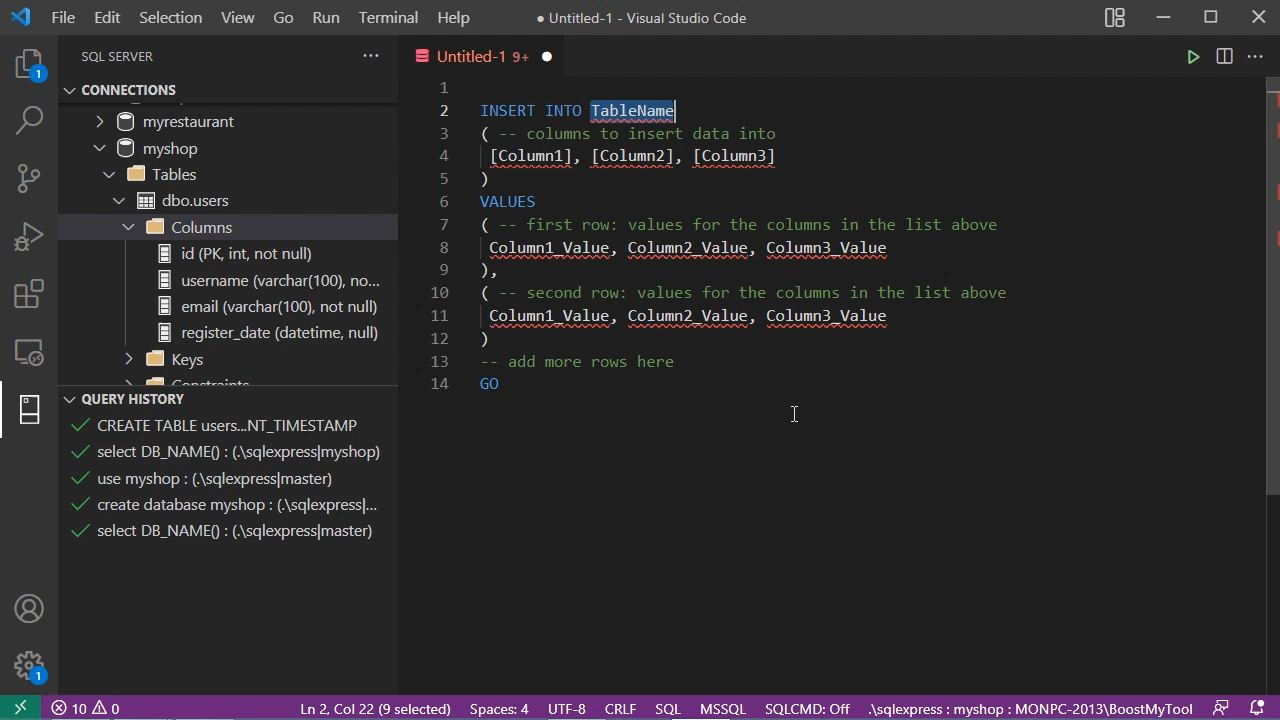 File Edit Selection View Go Run Terminal Help
● Untitled-1 - Visual Studio Code
1
SQL SERVER
CONNECTIONS
myrestaurant
myshop
Tables
dbo.users
Columns
id (PK, int, not null)
username (varchar(100), no...
email (varchar(100), not null)
register_date (datetime, null)
Keys
Constraints
QUERY HISTORY
CREATE TABLE users...NT_TIMESTAMP
select DB_NAME() : (.\sqlexpress|myshop)
use myshop : (.\sqlexpress|master)
create database myshop : (.\sqlexpress|...
select DB_NAME() : (.\sqlexpress|master)
1
Untitled-1 9+
1
2 INSERT INTO TableName
3 ( -- columns to insert data into
4 [Column1], [Column2], [Column3]
5 )
6 VALUES
7 ( -- first row: values for the columns in the list above
8 Column1_Value, Column2_Value, Column3_Value
9 ),
10 ( -- second row: values for the columns in the list above
11 Column1_Value, Column2_Value, Column3_Value
12 )
13 -- add more rows here
14 GO
10 0 Ln 2, Col 22 (9 selected) Spaces: 4 UTF-8 CRLF SQL MSSQL SQLCMD: Off .\sqlexpress : myshop : MONPC-2013\BoostMyTool